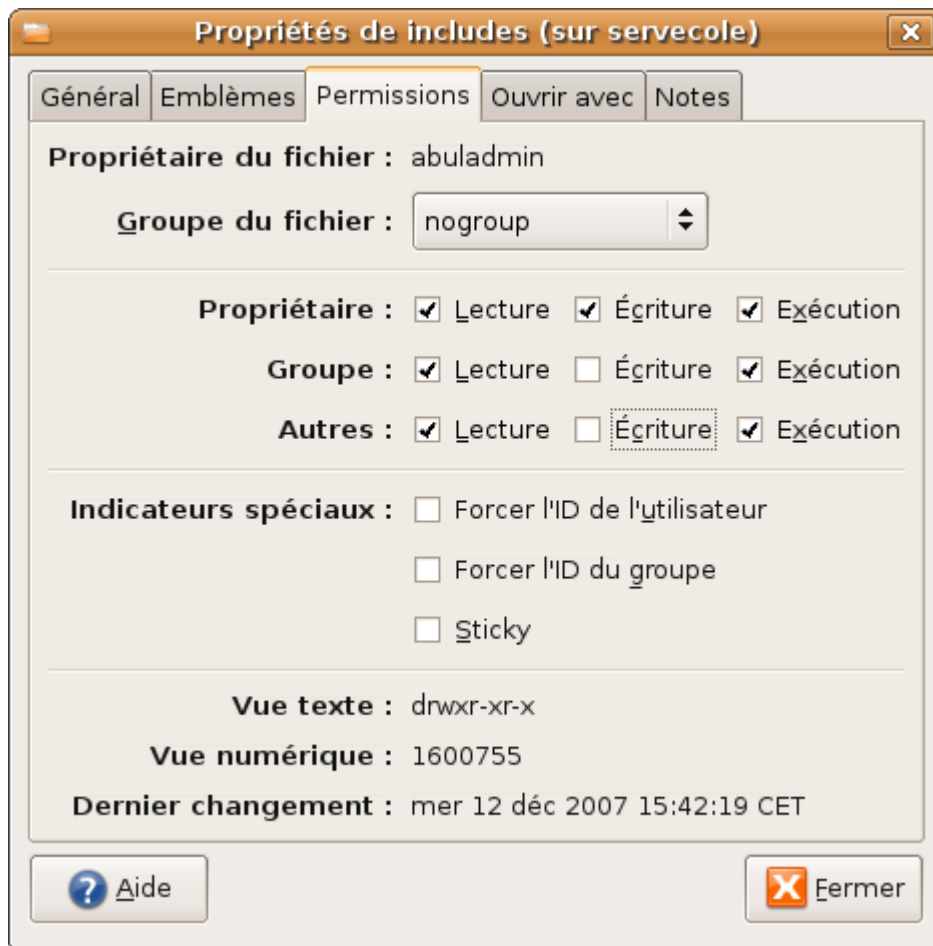 Propriétés de includes (sur servecole)
Général Emblèmes Permissions Ouvrir avec Notes
Propriétaire du fichier : abuladmin
Groupe du fichier : nogroup
Propriétaire : Lecture Écriture Exécution
Groupe : Lecture Écriture Exécution
Autres : Lecture Écriture Exécution
Indicateurs spéciaux : Forcer l'ID de l'utilisateur
Forcer l'ID du groupe
Sticky
Vue texte : drwxr-xr-x
Vue numérique : 1600755
Dernier changement : mer 12 déc 2007 15:42:19 CET
Aide Fermer